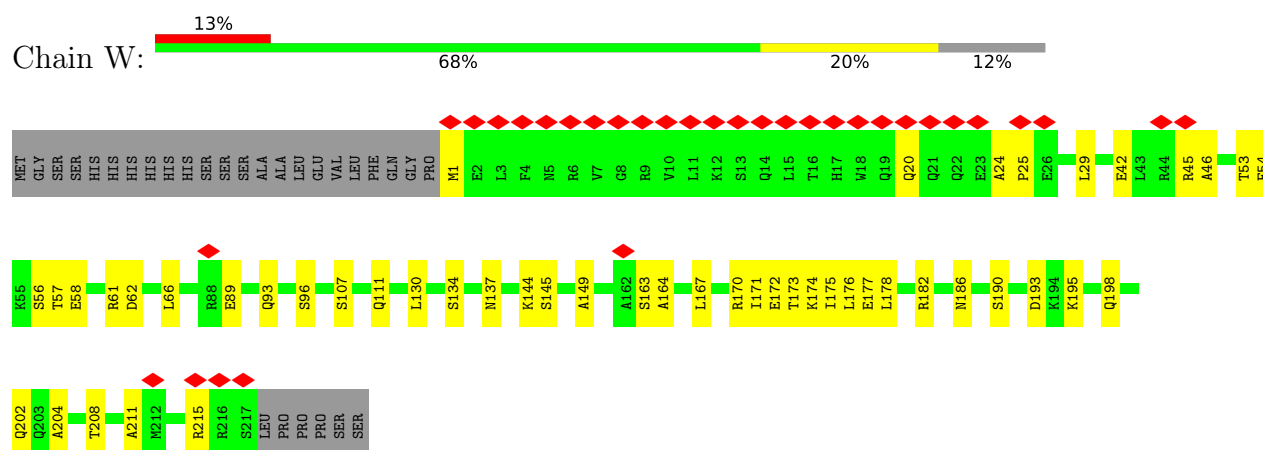 13%
Chain W:
68% 20% 12%
MET GLY SER SER HIS HIS HIS HIS HIS HIS SER SER SER ALA ALA LEU GLU VAL LEU PHE GLN GLY PRO M1 E2 L3 F4 N5 R6 V7 G8 R9 V10 L11 K12 S13 Q14 L15 T16 H17 W18 Q19 Q20 Q21 Q22 E23 A24 P25 E26 L29 E42 L43 R44 R45 A46 T53 E54
K55 S56 T57 E58 R61 D62 L66 R88 E89 Q93 S96 S107 Q111 L130 S134 N137 K144 S145 A149 A162 S163 A164 L167 R170 I171 E172 T173 K174 I175 L176 E177 L178 R182 N186 S190 D193 K194 K195 Q198
Q202 Q203 A204 T208 A211 M212 R215 R216 S217 LEU PRO PRO PRO SER SER